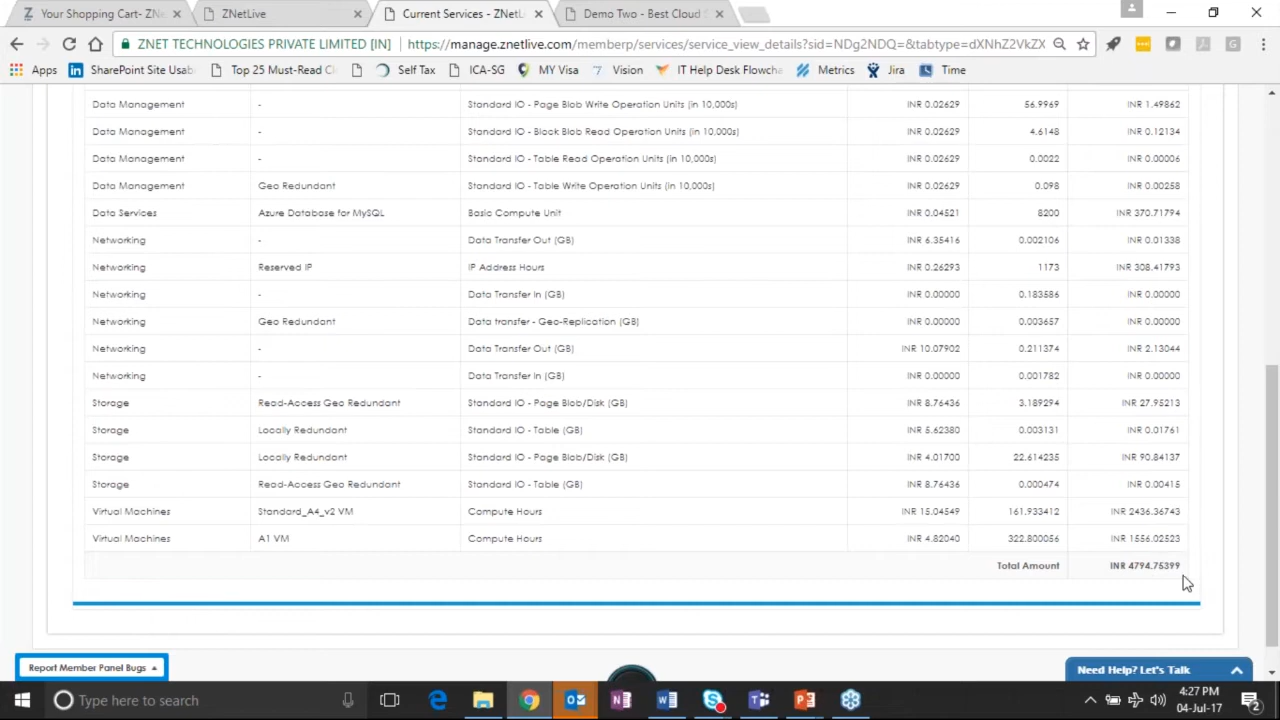 Your Shopping Cart- ZNe
ZNetLive
Current Services - ZNetL
Demo Two - Best Cloud S
ZNET TECHNOLOGIES PRIVATE LIMITED [IN] https://manage.znetlive.com/memberp/services/service_view_details?sid=NDg2NDQ=&tabtype=dXNhZ2VkZX
Apps SharePoint Site Usab Top 25 Must-Read Cl Self Tax ICA-SG MY Visa Vision IT Help Desk Flowcha Metrics Jira Time
Data Management - Standard IO - Page Blob Write Operation Units (in 10,000s) INR 0.02629 56.9969 INR 1.49862
Data Management - Standard IO - Block Blob Read Operation Units (in 10,000s) INR 0.02629 4.6148 INR 0.12134
Data Management - Standard IO - Table Read Operation Units (in 10,000s) INR 0.02629 0.0022 INR 0.00006
Data Management Geo Redundant Standard IO - Table Write Operation Units (in 10,000s) INR 0.02629 0.098 INR 0.00258
Data Services Azure Database for MySQL Basic Compute Unit INR 0.04521 8200 INR 370.71794
Networking - Data Transfer Out (GB) INR 6.35416 0.002106 INR 0.01338
Networking Reserved IP IP Address Hours INR 0.26293 1173 INR 308.41793
Networking - Data Transfer In (GB) INR 0.00000 0.183586 INR 0.00000
Networking Geo Redundant Data transfer - Geo-Replication (GB) INR 0.00000 0.003657 INR 0.00000
Networking - Data Transfer Out (GB) INR 10.07902 0.211374 INR 2.13044
Networking - Data Transfer In (GB) INR 0.00000 0.001782 INR 0.00000
Storage Read-Access Geo Redundant Standard IO - Page Blob/Disk (GB) INR 8.76436 3.189294 INR 27.95213
Storage Locally Redundant Standard IO - Table (GB) INR 5.62380 0.003131 INR 0.01761
Storage Locally Redundant Standard IO - Page Blob/Disk (GB) INR 4.01700 22.614235 INR 90.84137
Storage Read-Access Geo Redundant Standard IO - Table (GB) INR 8.76436 0.000474 INR 0.00415
Virtual Machines Standard_A4_v2 VM Compute Hours INR 15.04549 161.933412 INR 2436.36743
Virtual Machines A1 VM Compute Hours INR 4.82040 322.800056 INR 1556.02523
Total Amount INR 4794.75399
Report Member Panel Bugs
Need Help? Let's Talk
Type here to search
4:27 PM
04-Jul-17
2